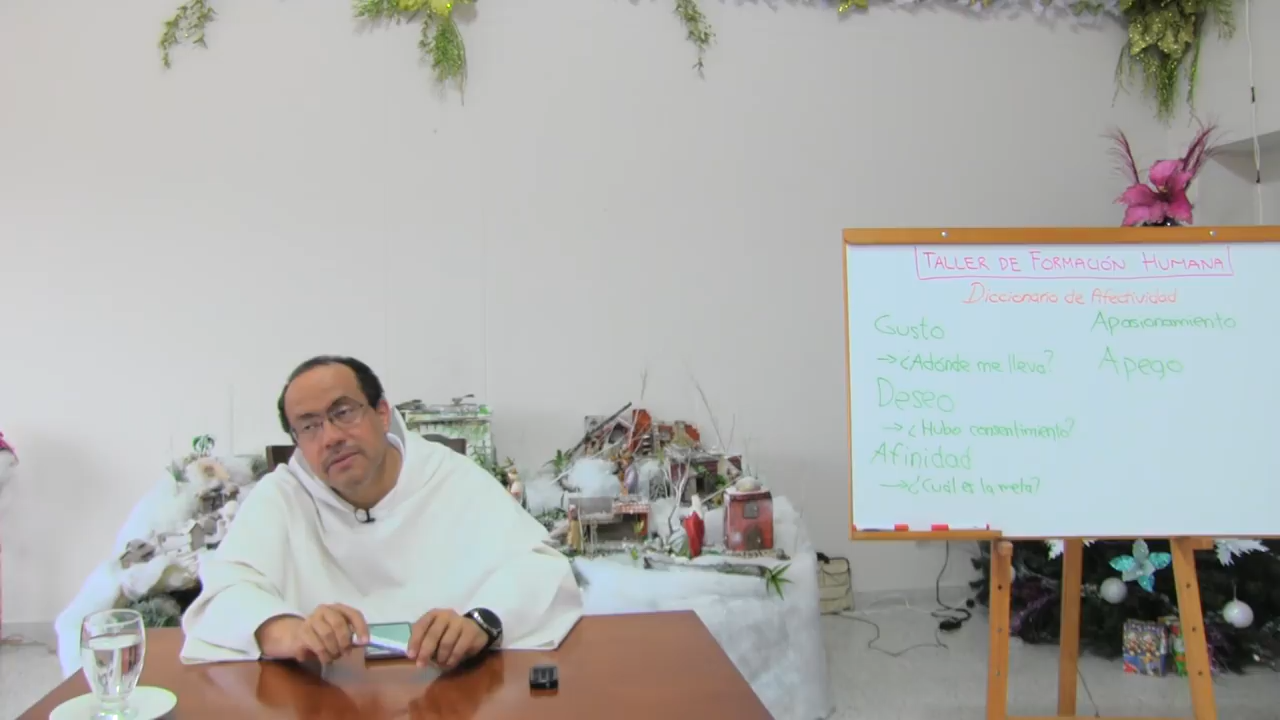 TALLER DE FORMACIÓN HUMANA
Diccionario de Afectividad
Gusto
→¿Adónde me lleva?
Deseo
→¿Hubo consentimiento?
Afinidad
→¿Cuál es la meta?
Apasionamiento
Apego